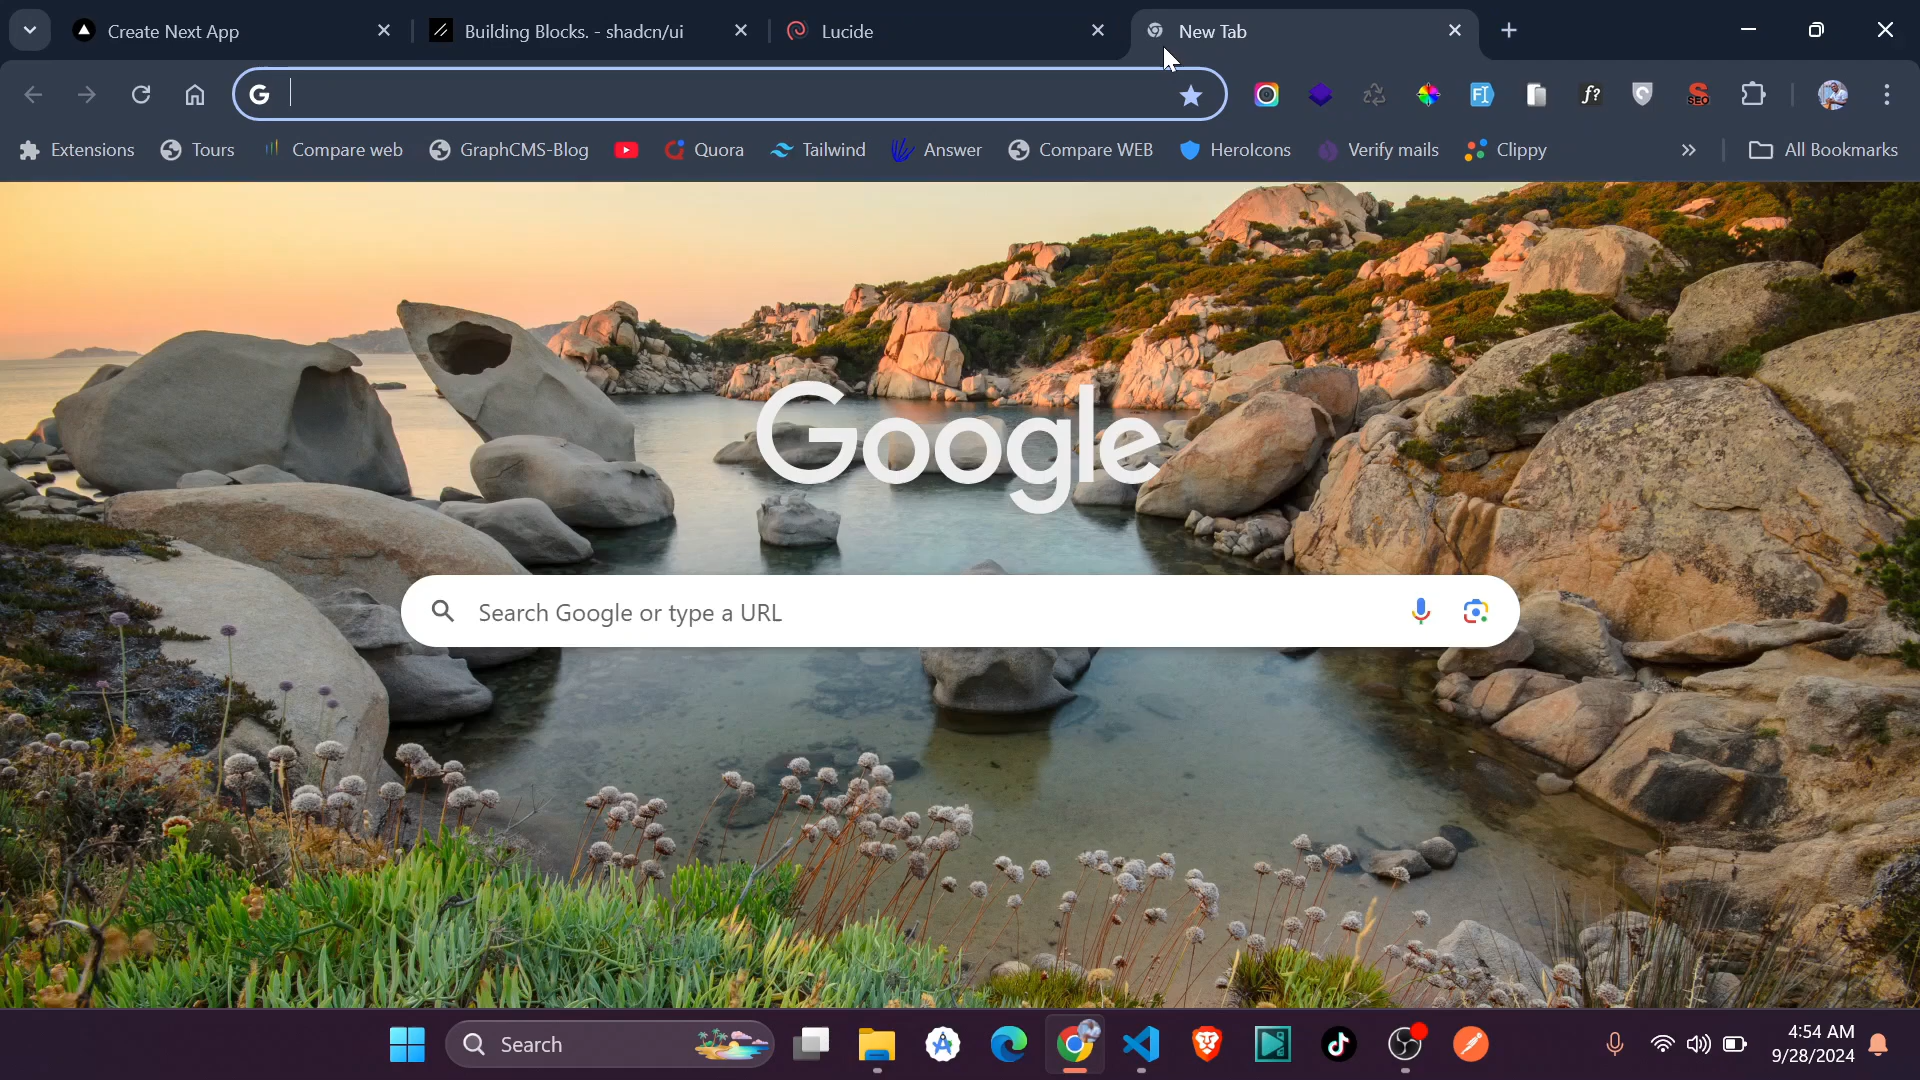 Create Next App
Building Blocks. - shadcn/ui
Lucide
New Tab
G
FI
f?
SEO
Extensions
Tours
Compare web
GraphCMS-Blog
Quora
Tailwind
Answer
Compare WEB
HeroIcons
Verify mails
Clippy
All Bookmarks
Google
Search Google or type a URL
Search
4:54 AM
9/28/2024